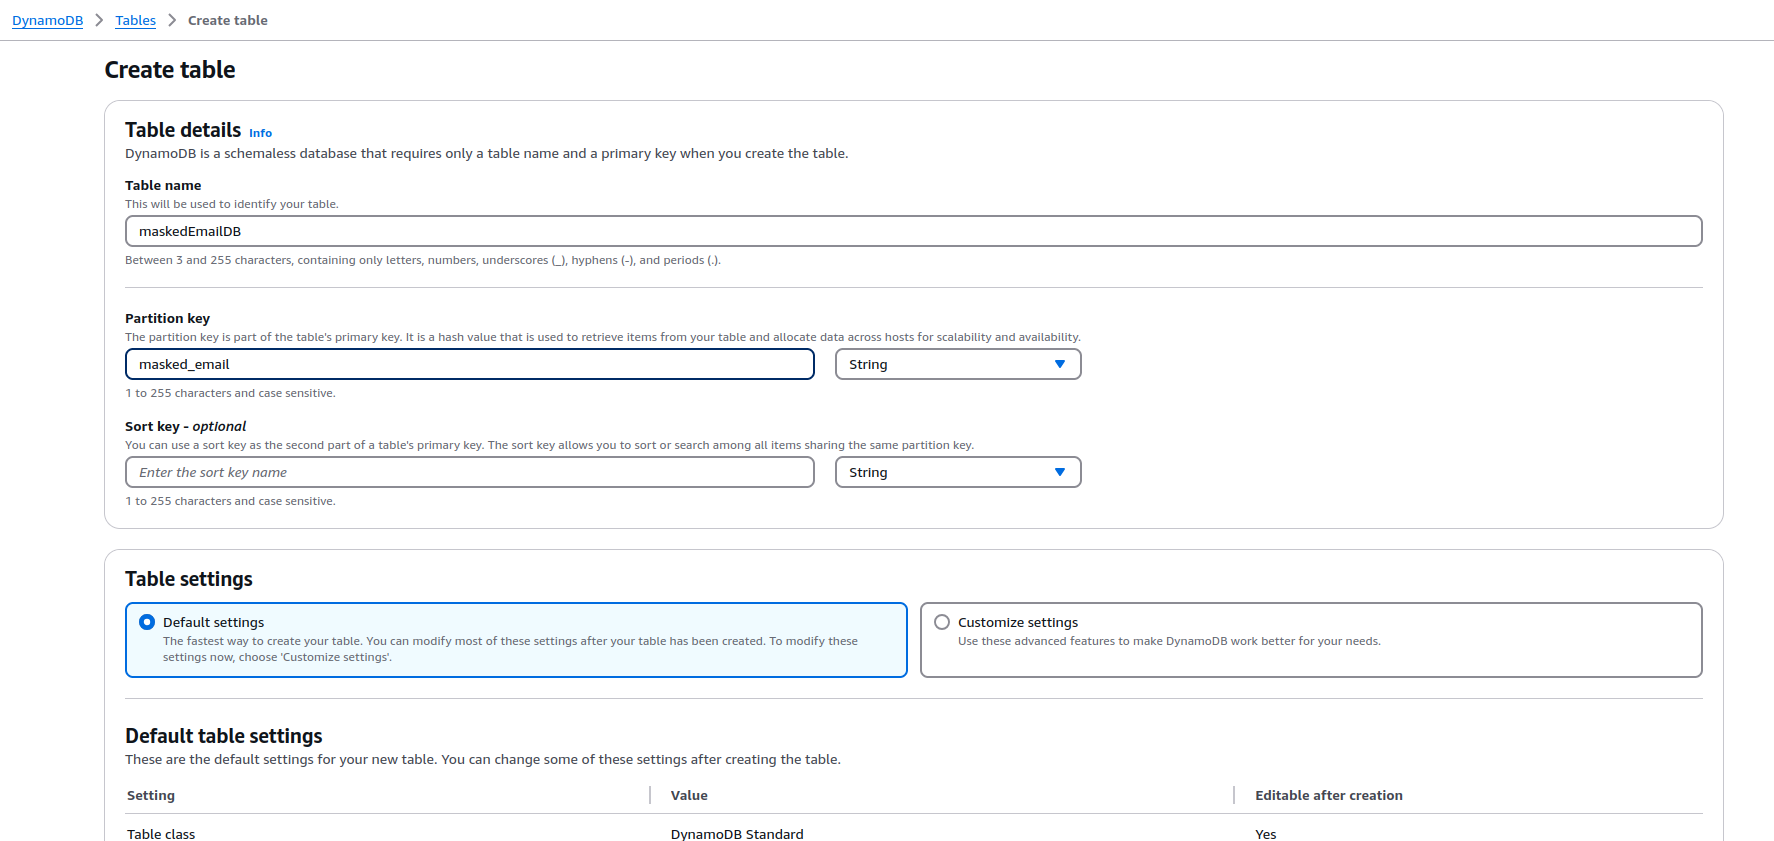 DynamoDB > Tables > Create table
Create table
Table details Info
DynamoDB is a schemaless database that requires only a table name and a primary key when you create the table.
Table name
This will be used to identify your table.
maskedEmailDB
Between 3 and 255 characters, containing only letters, numbers, underscores (_), hyphens (-), and periods (.).
Partition key
The partition key is part of the table's primary key. It is a hash value that is used to retrieve items from your table and allocate data across hosts for scalability and availability.
masked_email String
1 to 255 characters and case sensitive.
Sort key - optional
You can use a sort key as the second part of a table's primary key. The sort key allows you to sort or search among all items sharing the same partition key.
Enter the sort key name String
1 to 255 characters and case sensitive.
Table settings
Default settings
The fastest way to create your table. You can modify most of these settings after your table has been created. To modify these
settings now, choose 'Customize settings'.
Customize settings
Use these advanced features to make DynamoDB work better for your needs.
Default table settings
These are the default settings for your new table. You can change some of these settings after creating the table.
Setting Value Editable after creation
Table class DynamoDB Standard Yes